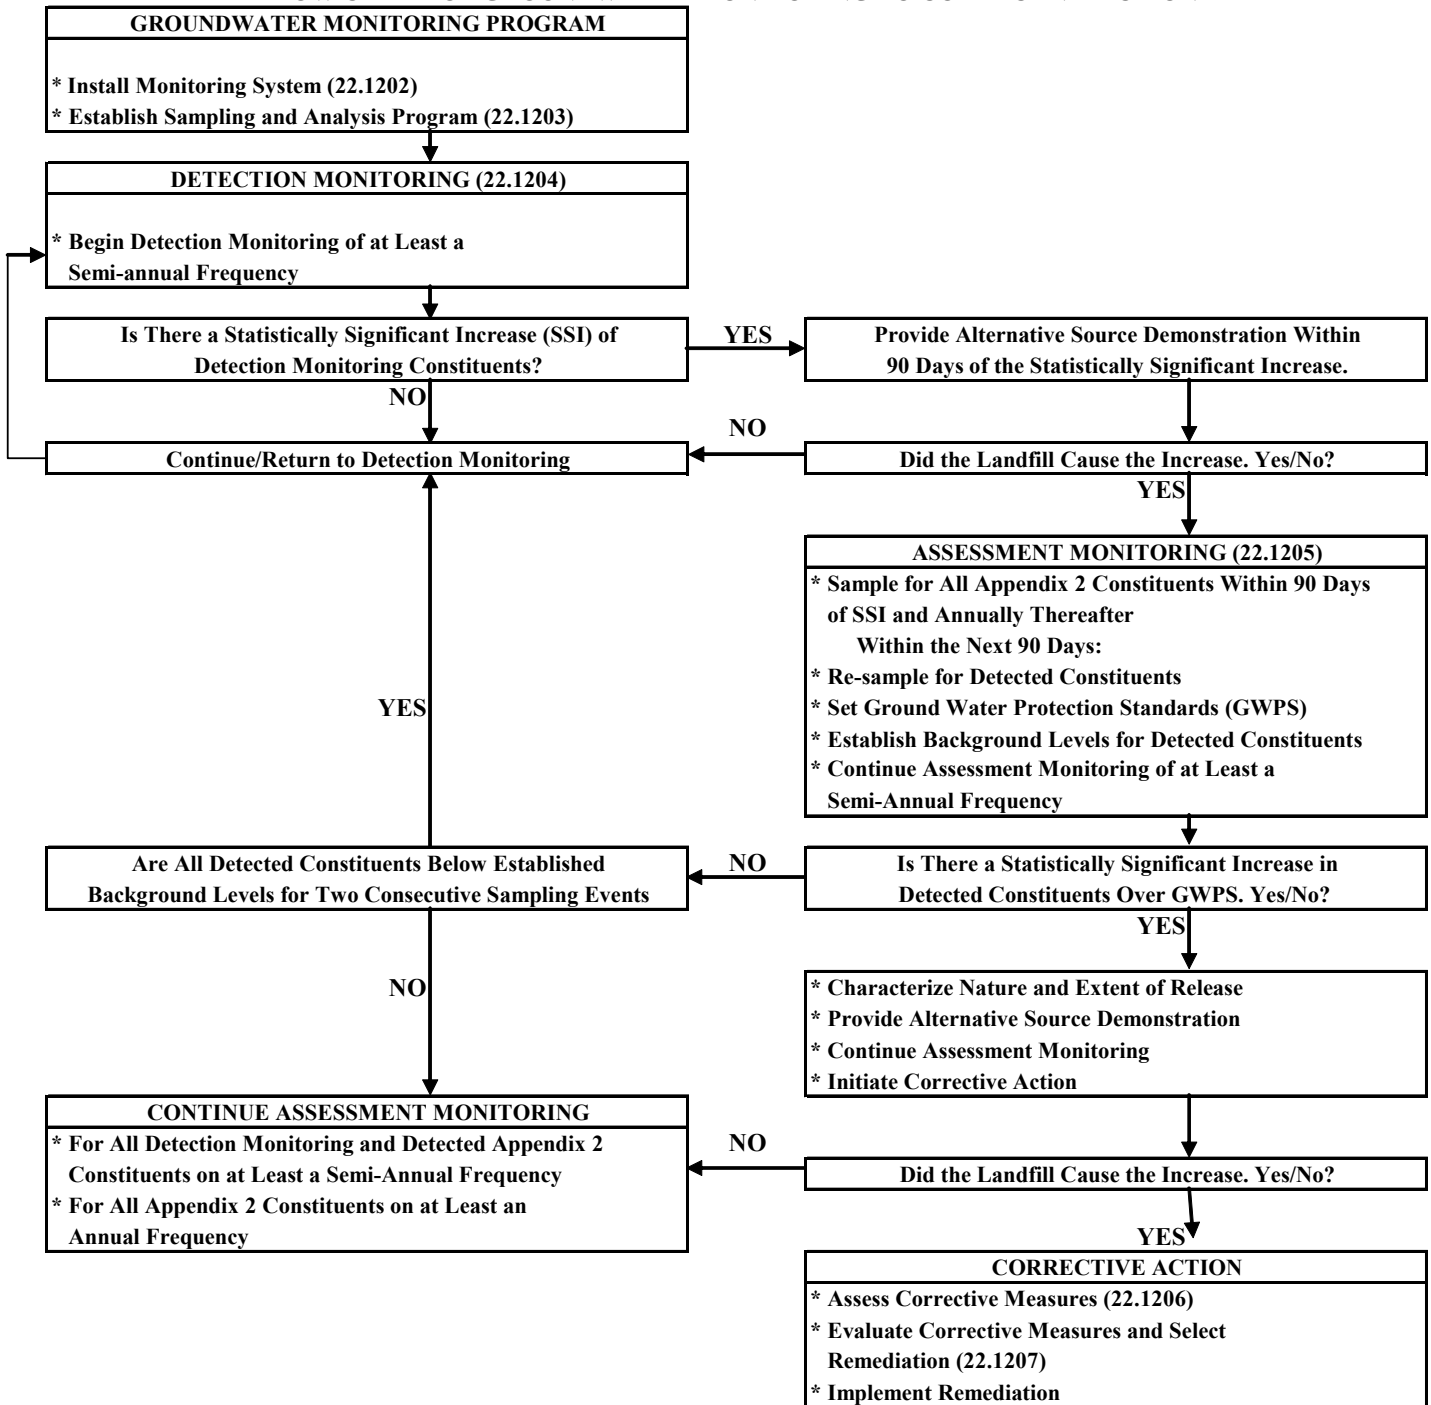 GROUNDWATER MONITORING PROGRAM
* Install Monitoring System (22.1202)
* Establish Sampling and Analysis Program (22.1203)
DETECTION MONITORING (22.1204)
* Begin Detection Monitoring of at Least a
Semi-annual Frequency
Is There a Statistically Significant Increase (SSI) of
Detection Monitoring Constituents?
YES
Provide Alternative Source Demonstration Within
90 Days of the Statistically Significant Increase.
NO
Continue/Return to Detection Monitoring
NO
Did the Landfill Cause the Increase. Yes/No?
YES
ASSESSMENT MONITORING (22.1205)
* Sample for All Appendix 2 Constituents Within 90 Days
of SSI and Annually Thereafter
Within the Next 90 Days:
* Re-sample for Detected Constituents
* Set Ground Water Protection Standards (GWPS)
* Establish Background Levels for Detected Constituents
* Continue Assessment Monitoring of at Least a
Semi-Annual Frequency
YES
Are All Detected Constituents Below Established
Background Levels for Two Consecutive Sampling Events
NO
Is There a Statistically Significant Increase in
Detected Constituents Over GWPS. Yes/No?
YES
NO
* Characterize Nature and Extent of Release
* Provide Alternative Source Demonstration
* Continue Assessment Monitoring
* Initiate Corrective Action
CONTINUE ASSESSMENT MONITORING
* For All Detection Monitoring and Detected Appendix 2
Constituents on at Least a Semi-Annual Frequency
* For All Appendix 2 Constituents on at Least an
Annual Frequency
NO
Did the Landfill Cause the Increase. Yes/No?
YES
CORRECTIVE ACTION
* Assess Corrective Measures (22.1206)
* Evaluate Corrective Measures and Select
Remediation (22.1207)
* Implement Remediation